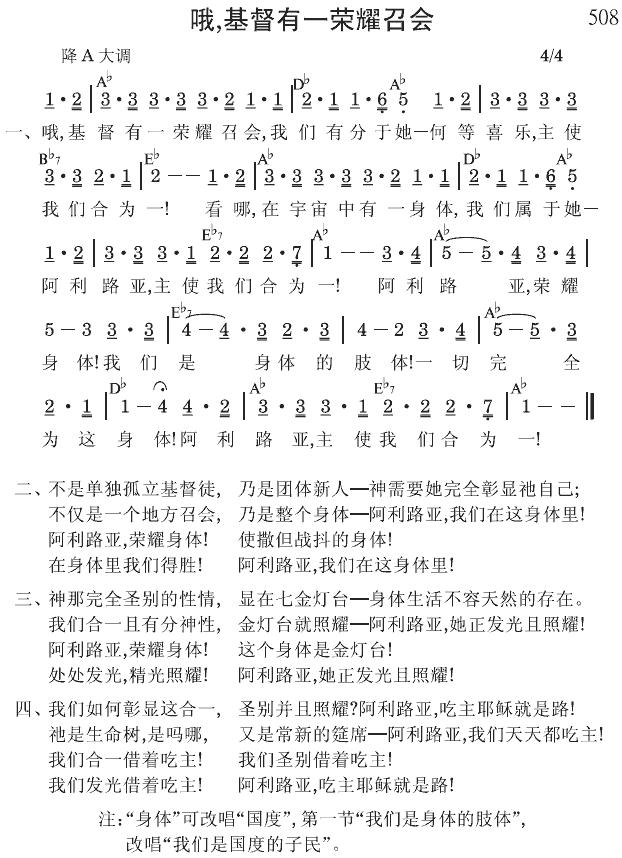 哦,基督有一荣耀召会 508
降A大调 4/4
A♭ D♭ A♭
1·2 | 3·3 3·3 3·2 1·1 | 2·1 1·6 5 1·2 | 3·3 3·3
一、哦,基督有一荣耀召会,我们有分于她—何等喜乐,主使
B♭7 E♭ A♭ D♭ A♭
3·3 2·1 | 2 – – 1·2 | 3·3 3·3 3·2 1·1 | 2·1 1·6 5
我们合为一! 看哪,在宇宙中有一身体,我们属于她—
E♭7 A♭ A♭
1·2 | 3·3 3·1 2·2 2·7 | 1 – – 3·4 | 5 – 5·4 3·4 |
阿利路亚,主使我们合为一! 阿利路 亚,荣耀
E♭7 A♭
5 – 3 3·3 | 4 – 4·3 2·3 | 4 – 2 3·4 | 5 – 5·3
身体!我们是 身体的肢体!一切完 全
D♭ A♭ E♭7 A♭
2·1 | 1 – 4 4·2 | 3·3 3·1 2·2 2·7 | 1 – – ‖
为这身体!阿利路亚,主使我们合为一!
二、不是单独孤立基督徒, 乃是团体新人—神需要她完全彰显祂自己;
不仅是一个地方召会, 乃是整个身体—阿利路亚,我们在这身体里!
阿利路亚,荣耀身体! 使撒但战抖的身体!
在身体里我们得胜! 阿利路亚,我们在这身体里!
三、神那完全圣别的性情, 显在七金灯台—身体生活不容天然的存在。
我们合一且有分神性, 金灯台就照耀—阿利路亚,她正发光且照耀!
阿利路亚,荣耀身体! 这个身体是金灯台!
处处发光,精光照耀! 阿利路亚,她正发光且照耀!
四、我们如何彰显这合一, 圣别并且照耀?阿利路亚,吃主耶稣就是路!
祂是生命树,是吗哪, 又是常新的筵席—阿利路亚,我们天天都吃主!
我们合一借着吃主! 我们圣别借着吃主!
我们发光借着吃主! 阿利路亚,吃主耶稣就是路!
注:“身体”可改唱“国度”, 第一节“我们是身体的肢体”,
改唱“我们是国度的子民”。